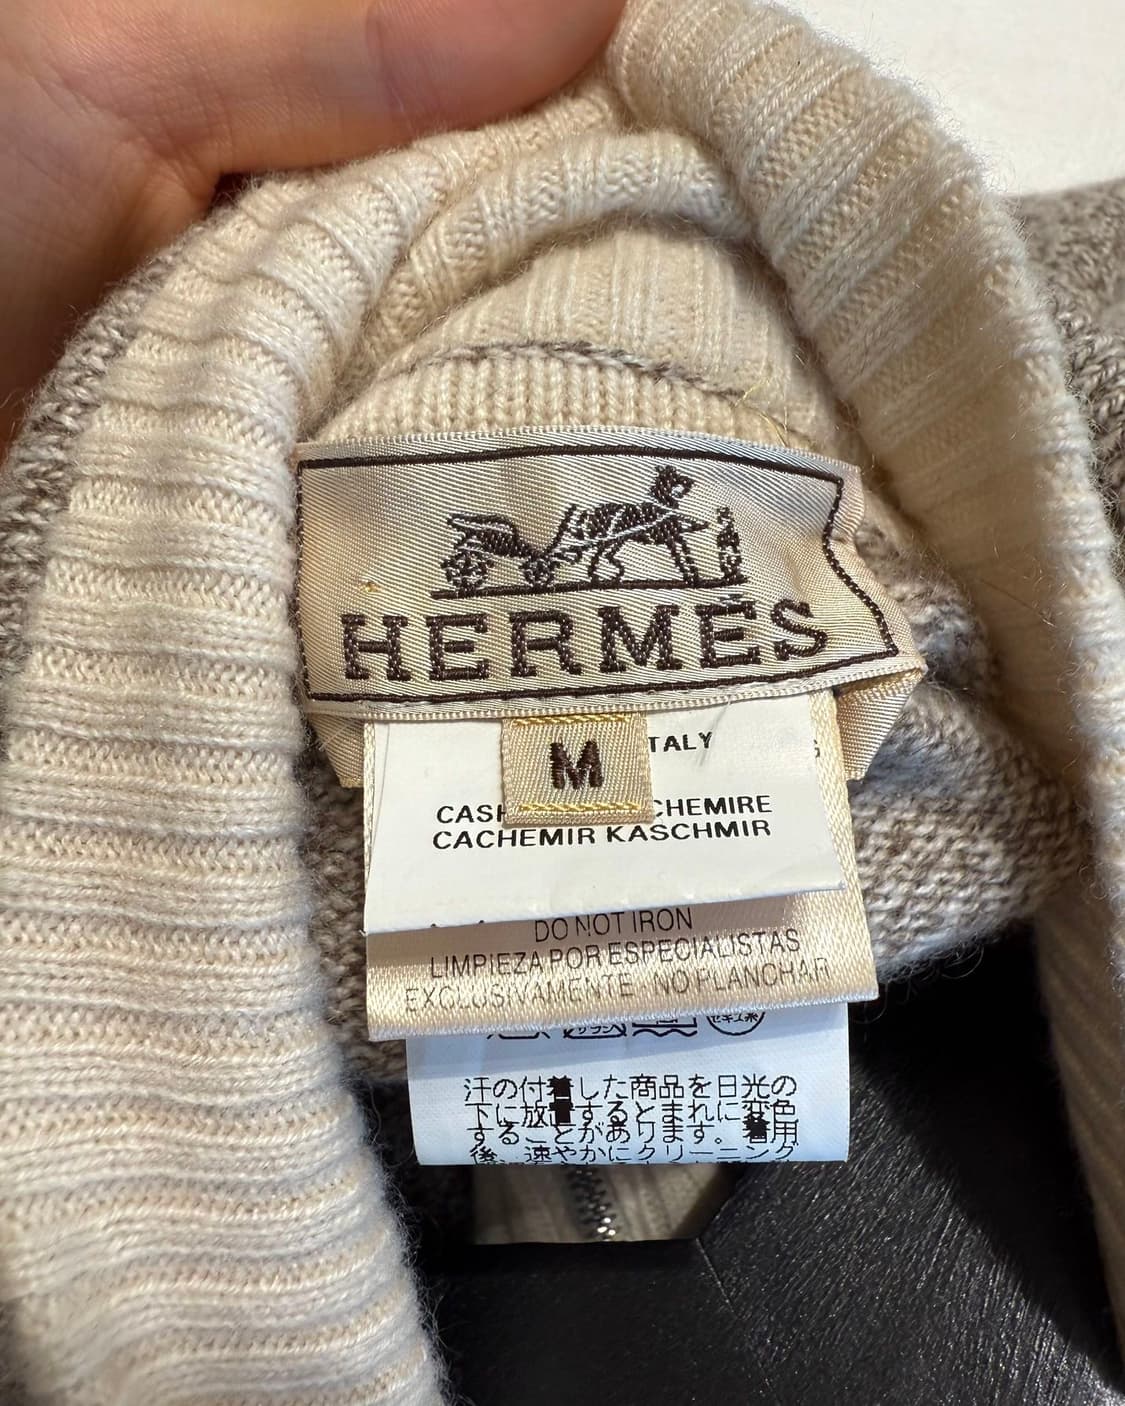 HERMÈS
M
TALY
CAS CHEMIRE
CACHEMIR KASCHMIR
DO NOT IRON
LIMPIEZA POR ESPECIALISTAS
EXCLUSIVAMENTE - NO PLANCHAR
汗の付着した商品を日光の
下に放置するとまれに変色
することがあります。着用
後、速やかにクリーニング